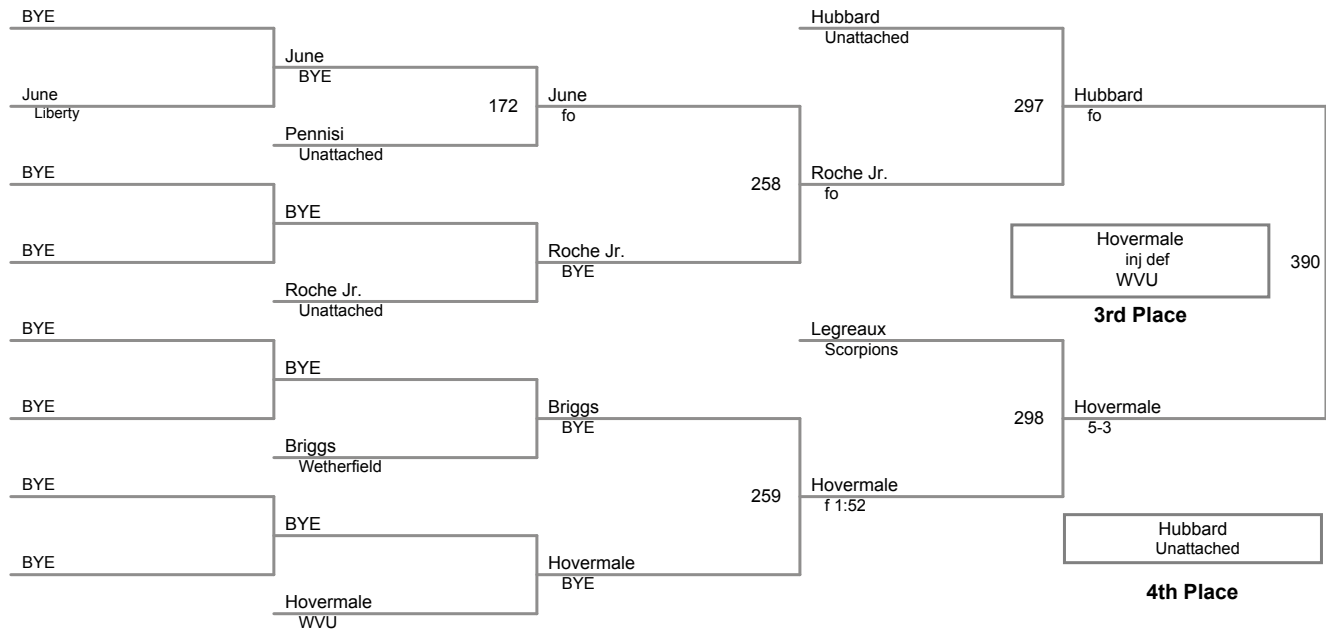 BYE
June
Liberty
BYE
BYE
BYE
BYE
BYE
BYE
June
BYE
Pennisi
Unattached
BYE
Roche Jr.
Unattached
BYE
Briggs
Wetherfield
BYE
Hovermale
WVU
172
June
fo
Roche Jr.
BYE
Briggs
BYE
Hovermale
BYE
258
259
Hubbard
Unattached
Roche Jr.
fo
Legreaux
Scorpions
Hovermale
f 1:52
297
298
Hubbard
fo
Hovermale
5-3
Hovermale
inj def
WVU
3rd Place
390
Hubbard
Unattached
4th Place